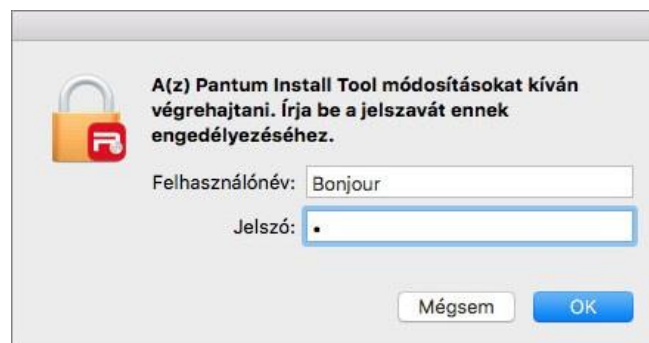 A(z) Pantum Install Tool módosításokat kíván
végrehajtani. Írja be a jelszavát ennek
engedélyezéséhez.
Felhasználónév: Bonjour
Jelszó: •
Mégsem OK